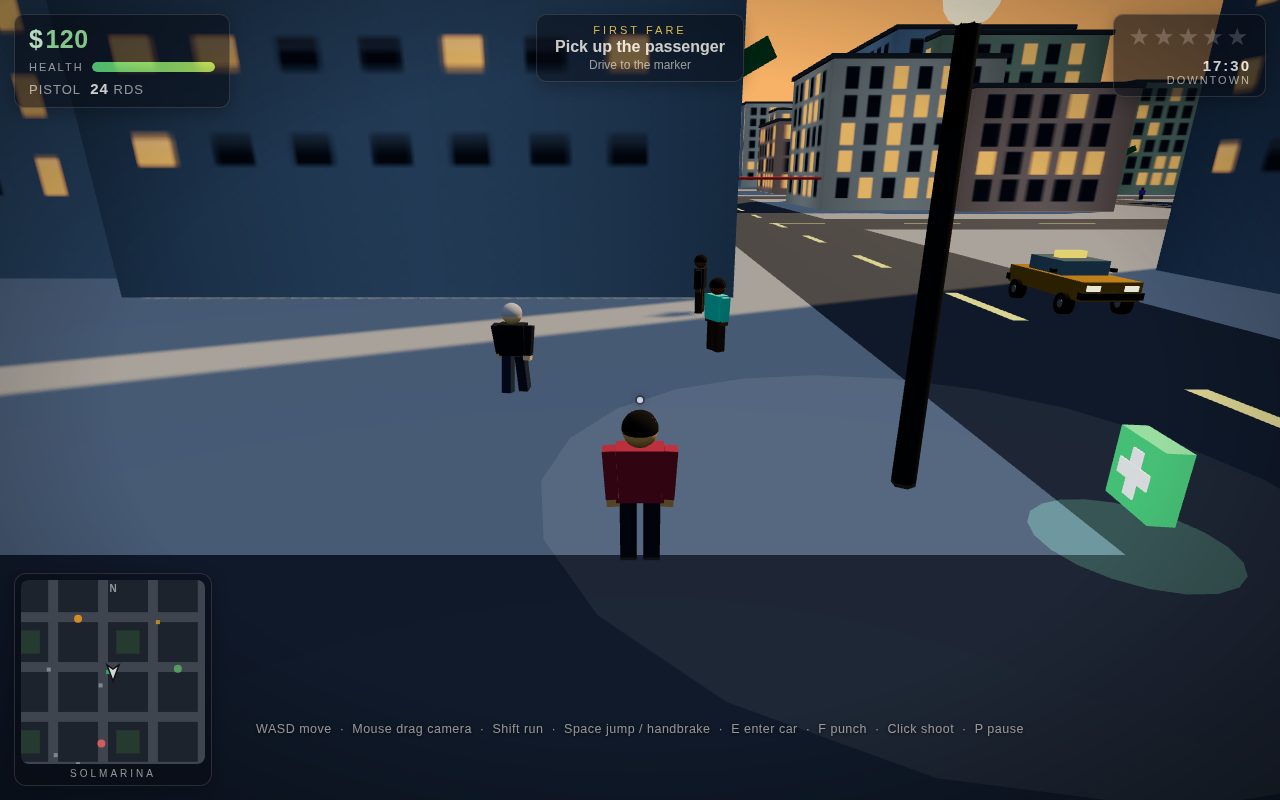 $120
HEALTH
PISTOL 24 RDS
FIRST FARE
Pick up the passenger
Drive to the marker
★★★★★
17:30
DOWNTOWN
N
SOLMARINA
WASD move · Mouse drag camera · Shift run · Space jump / handbrake · E enter car · F punch · Click shoot · P pause